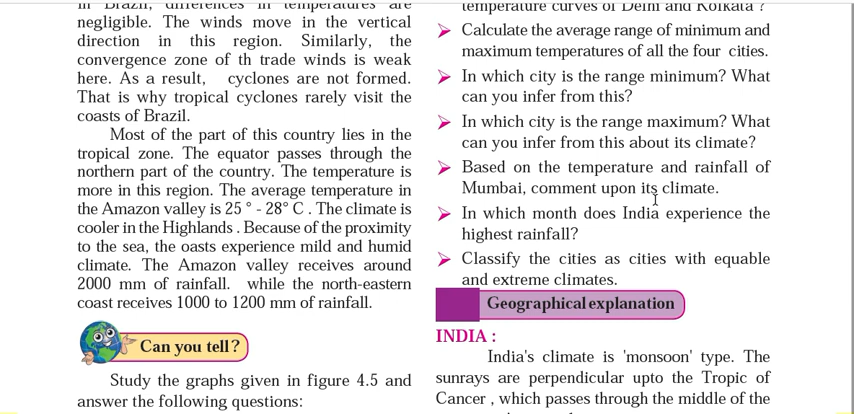 in Brazil, differences in temperatures are
negligible. The winds move in the vertical
direction in this region. Similarly, the
convergence zone of th trade winds is weak
here. As a result, cyclones are not formed.
That is why tropical cyclones rarely visit the
coasts of Brazil.
Most of the part of this country lies in the
tropical zone. The equator passes through the
northern part of the country. The temperature is
more in this region. The average temperature in
the Amazon valley is 25 ° - 28° C . The climate is
cooler in the Highlands . Because of the proximity
to the sea, the oasts experience mild and humid
climate. The Amazon valley receives around
2000 mm of rainfall. while the north-eastern
coast receives 1000 to 1200 mm of rainfall.
Can you tell?
Study the graphs given in figure 4.5 and
answer the following questions:
temperature curves of Delhi and Kolkata ?
➤ Calculate the average range of minimum and
maximum temperatures of all the four cities.
➤ In which city is the range minimum? What
can you infer from this?
➤ In which city is the range maximum? What
can you infer from this about its climate?
➤ Based on the temperature and rainfall of
Mumbai, comment upon its climate.
➤ In which month does India experience the
highest rainfall?
➤ Classify the cities as cities with equable
and extreme climates.
Geographical explanation
INDIA :
India's climate is 'monsoon' type. The
sunrays are perpendicular upto the Tropic of
Cancer , which passes through the middle of the